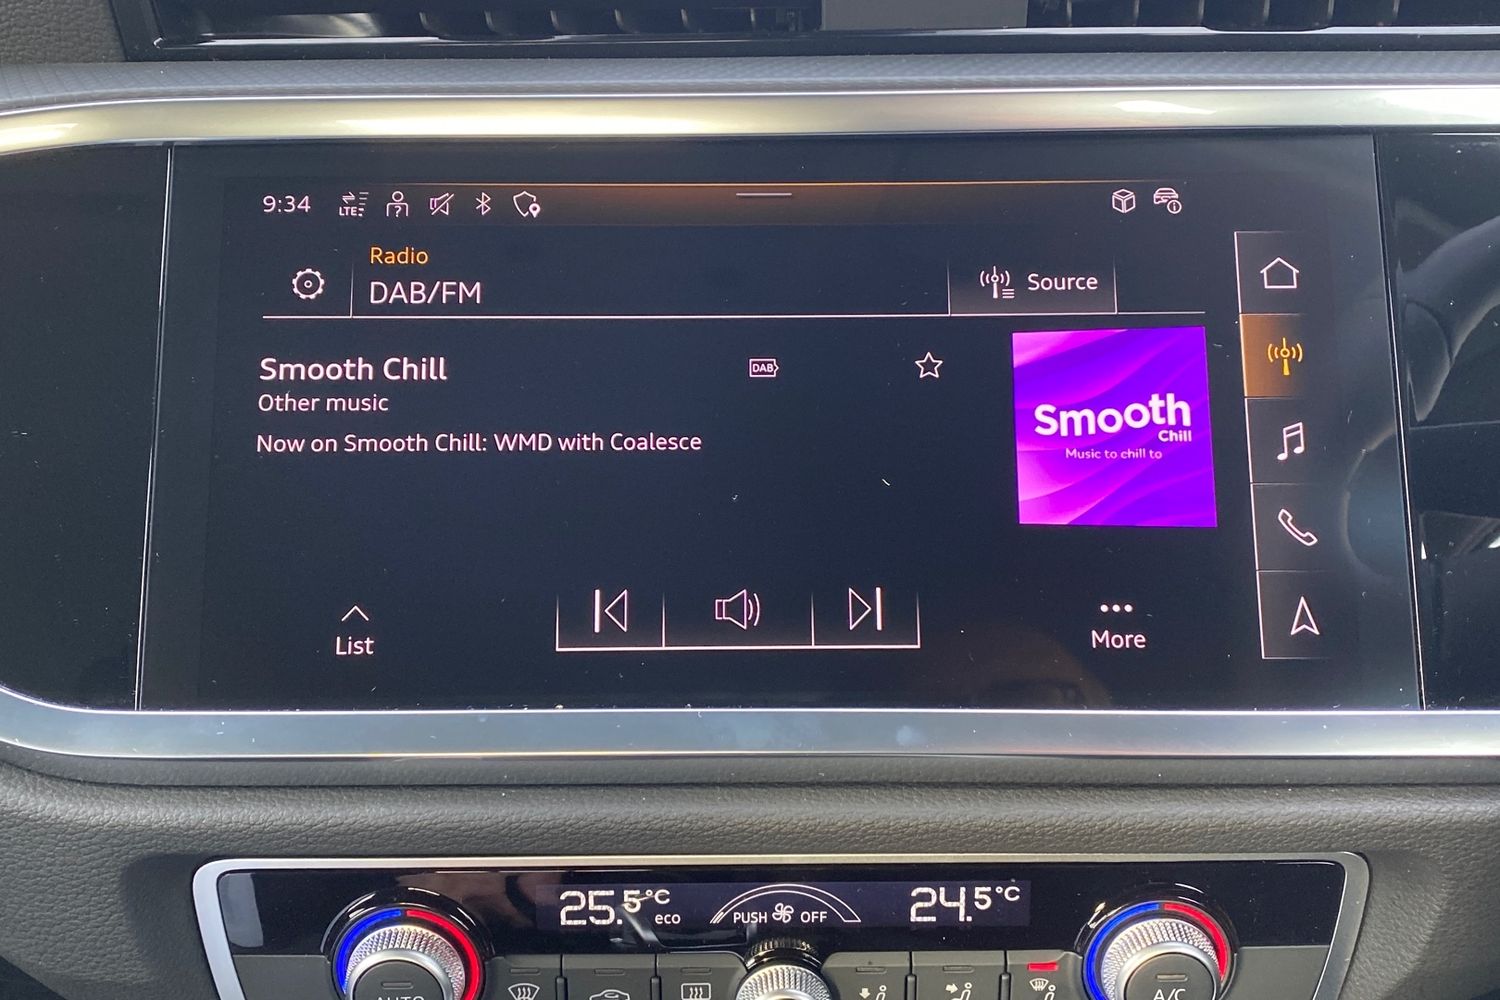 9:34
LTE
?
Radio
DAB/FM
Source
Smooth Chill
DAB
Other music
Now on Smooth Chill: WMD with Coalesce
Smooth
Chill
Music to chill to
List
More
25.5°C
eco
PUSH OFF
24.5°C
AUTO
A/C